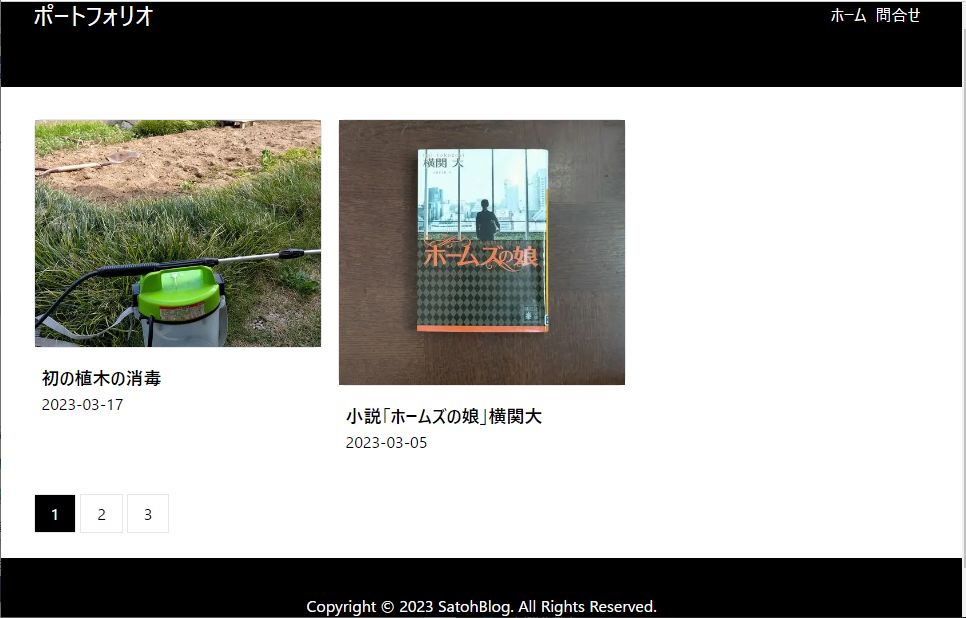 ポートフォリオ
ホーム 問合せ
横関 大
ホームズの娘
初の植木の消毒
2023-03-17
小説「ホームズの娘」横関大
2023-03-05
1 2 3
Copyright © 2023 SatohBlog. All Rights Reserved.